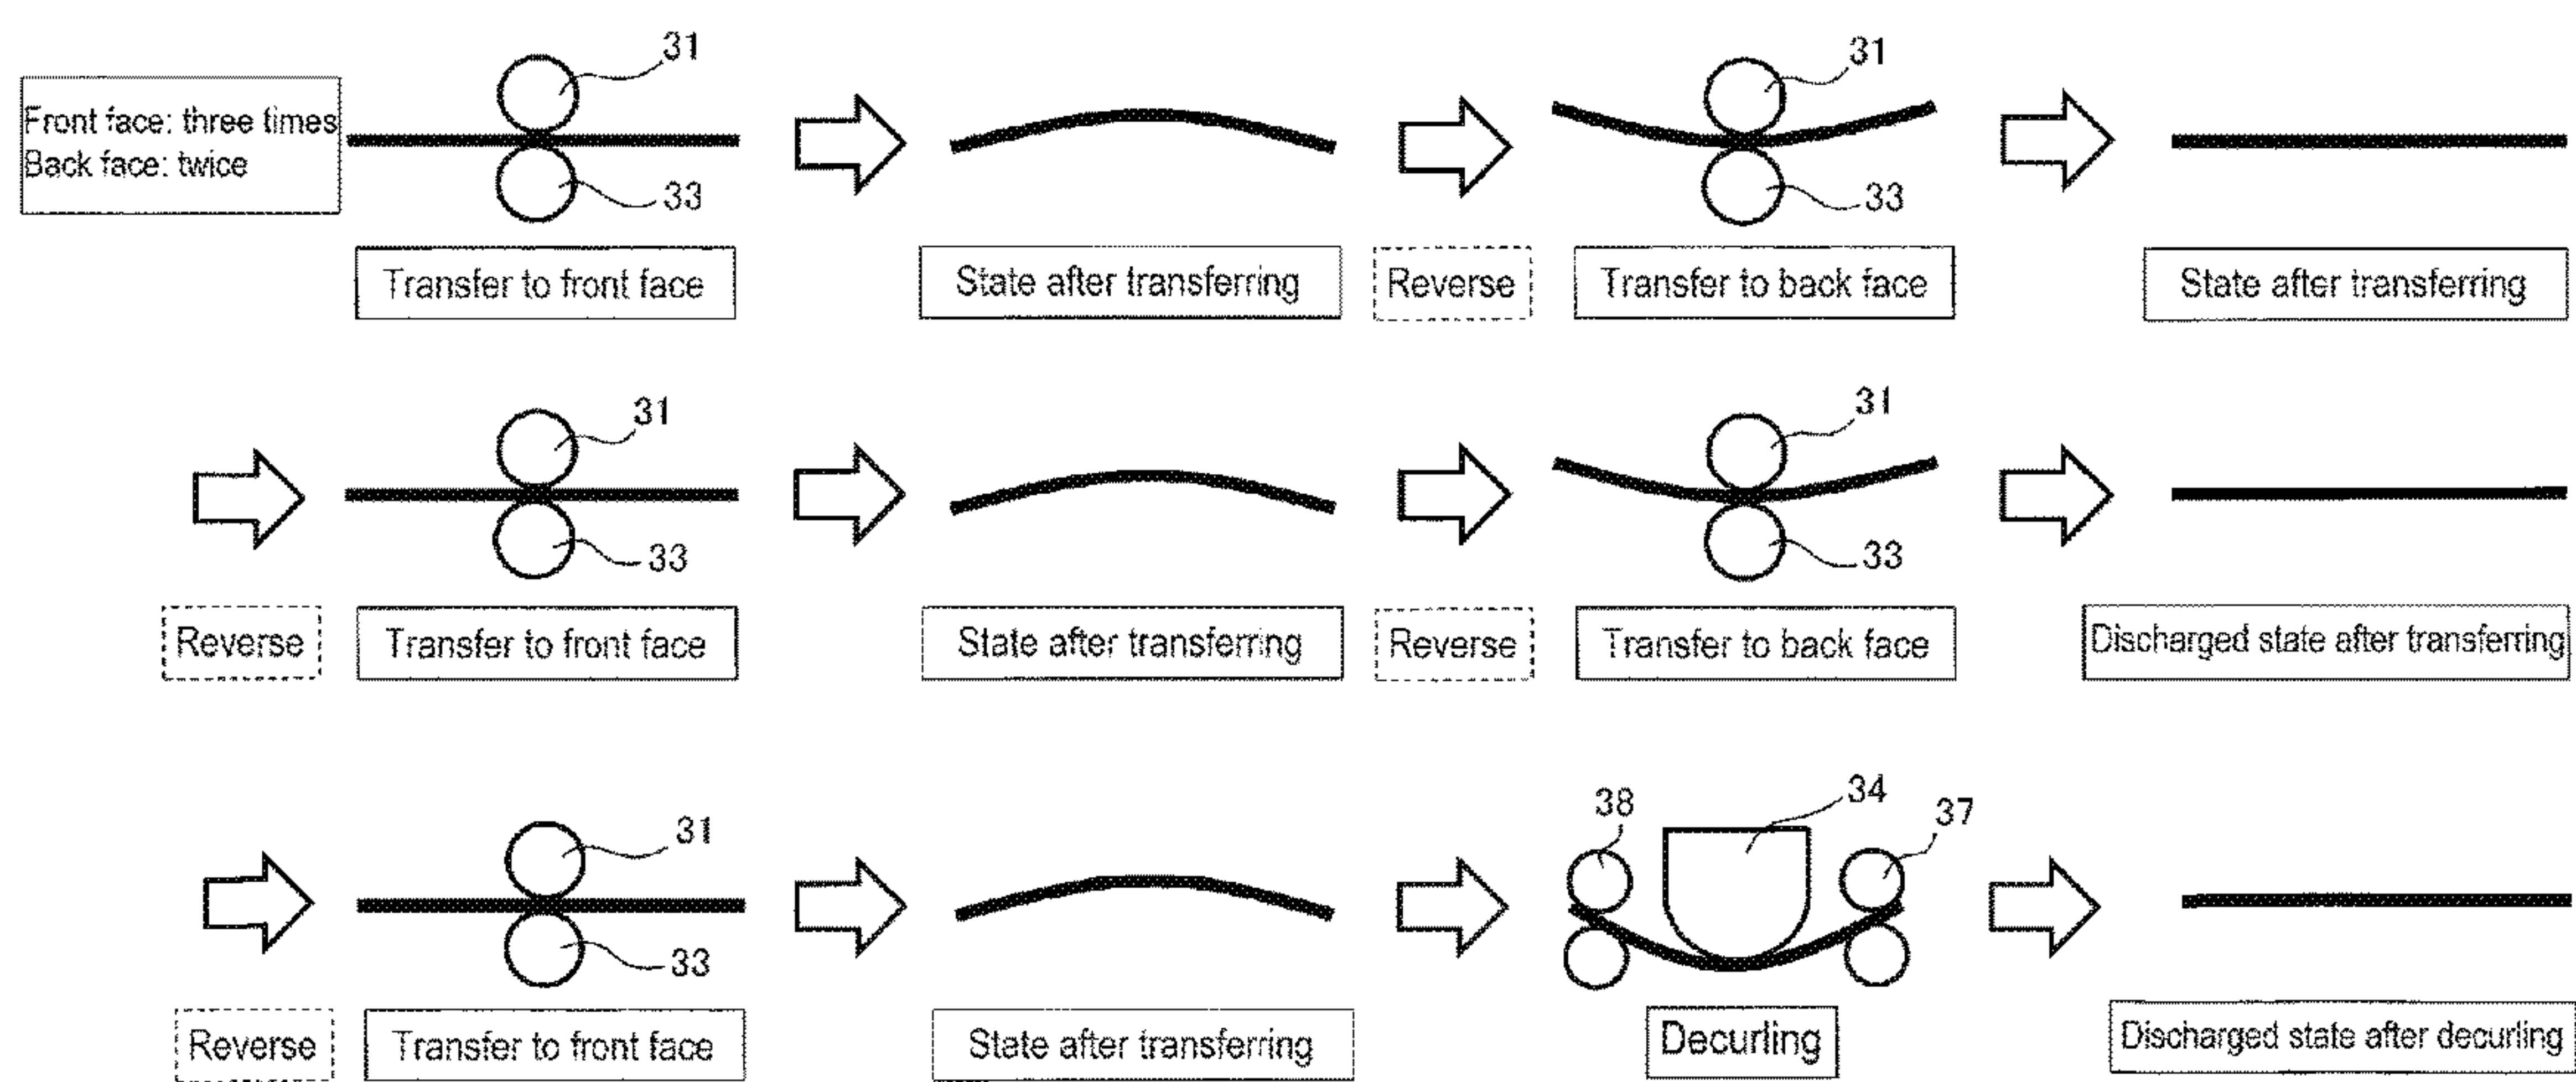 31
31
Front face: three times
Back face: twice
33
33
Transfer to front face
State after transferring
Reverse
Transfer to back face
State after transferring
31
31
33
33
Reverse
Transfer to front face
State after transferring
Reverse
Transfer to back face
Discharged state after transferring
31
38
34
37
33
Reverse
Transfer to front face
State after transferring
Decurling
Discharged state after decurling